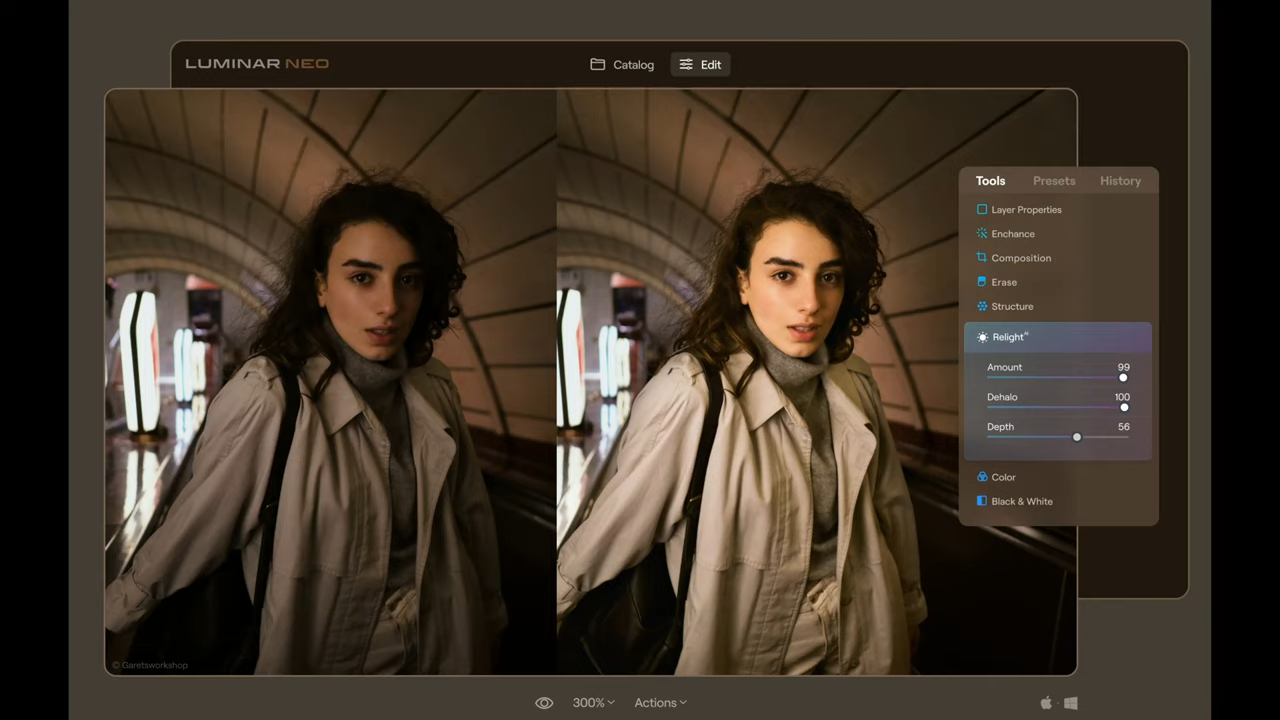 LUMINAR NEO
Catalog
Edit
Tools
Presets
History
Layer Properties
Enchance
Composition
Erase
Structure
Relight AI
Amount
99
Dehalo
100
Depth
56
Color
Black & White
© Garetsworkshop
300%
Actions